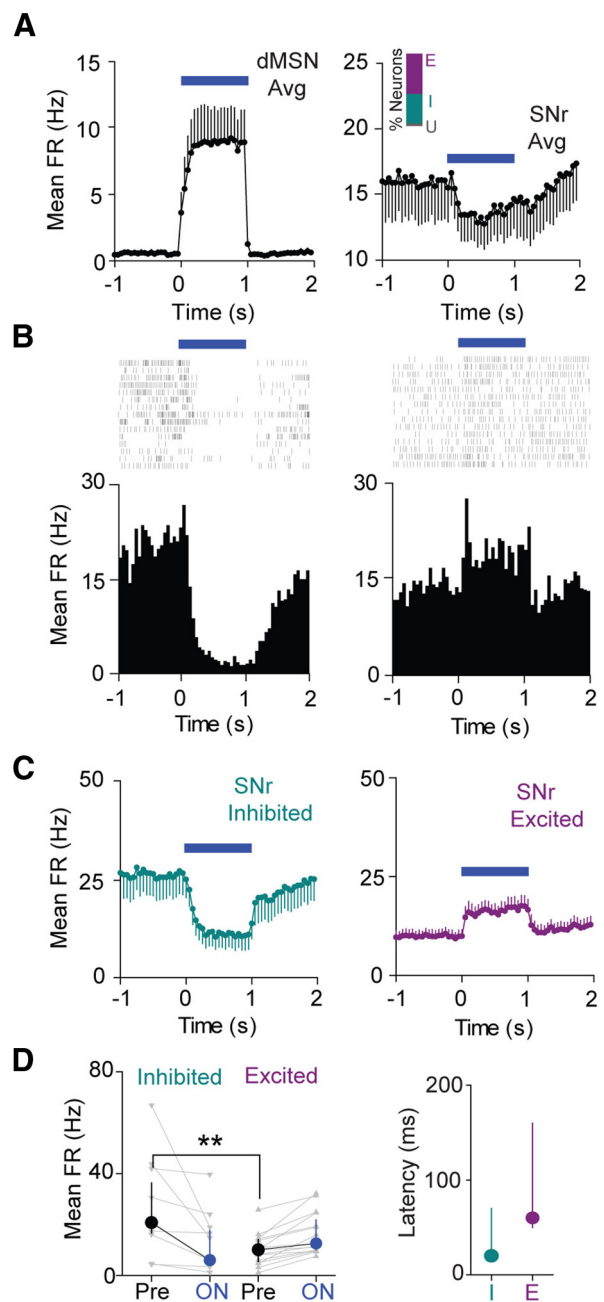 A
dMSN
Avg
Mean FR (Hz)
15
10
5
0
-1 0 1 2
Time (s)
% Neurons
E
I
U
SNr
Avg
25
20
15
10
-1 0 1 2
Time (s)
B
Mean FR (Hz)
30
15
0
-1 0 1 2
Time (s)
30
15
0
-1 0 1 2
Time (s)
C
SNr
Inhibited
Mean FR (Hz)
50
25
0
-1 0 1 2
Time (s)
SNr
Excited
50
25
0
-1 0 1 2
Time (s)
D
Inhibited Excited
**
Mean FR (Hz)
80
40
0
Pre ON Pre ON
Latency (ms)
200
100
0
I E